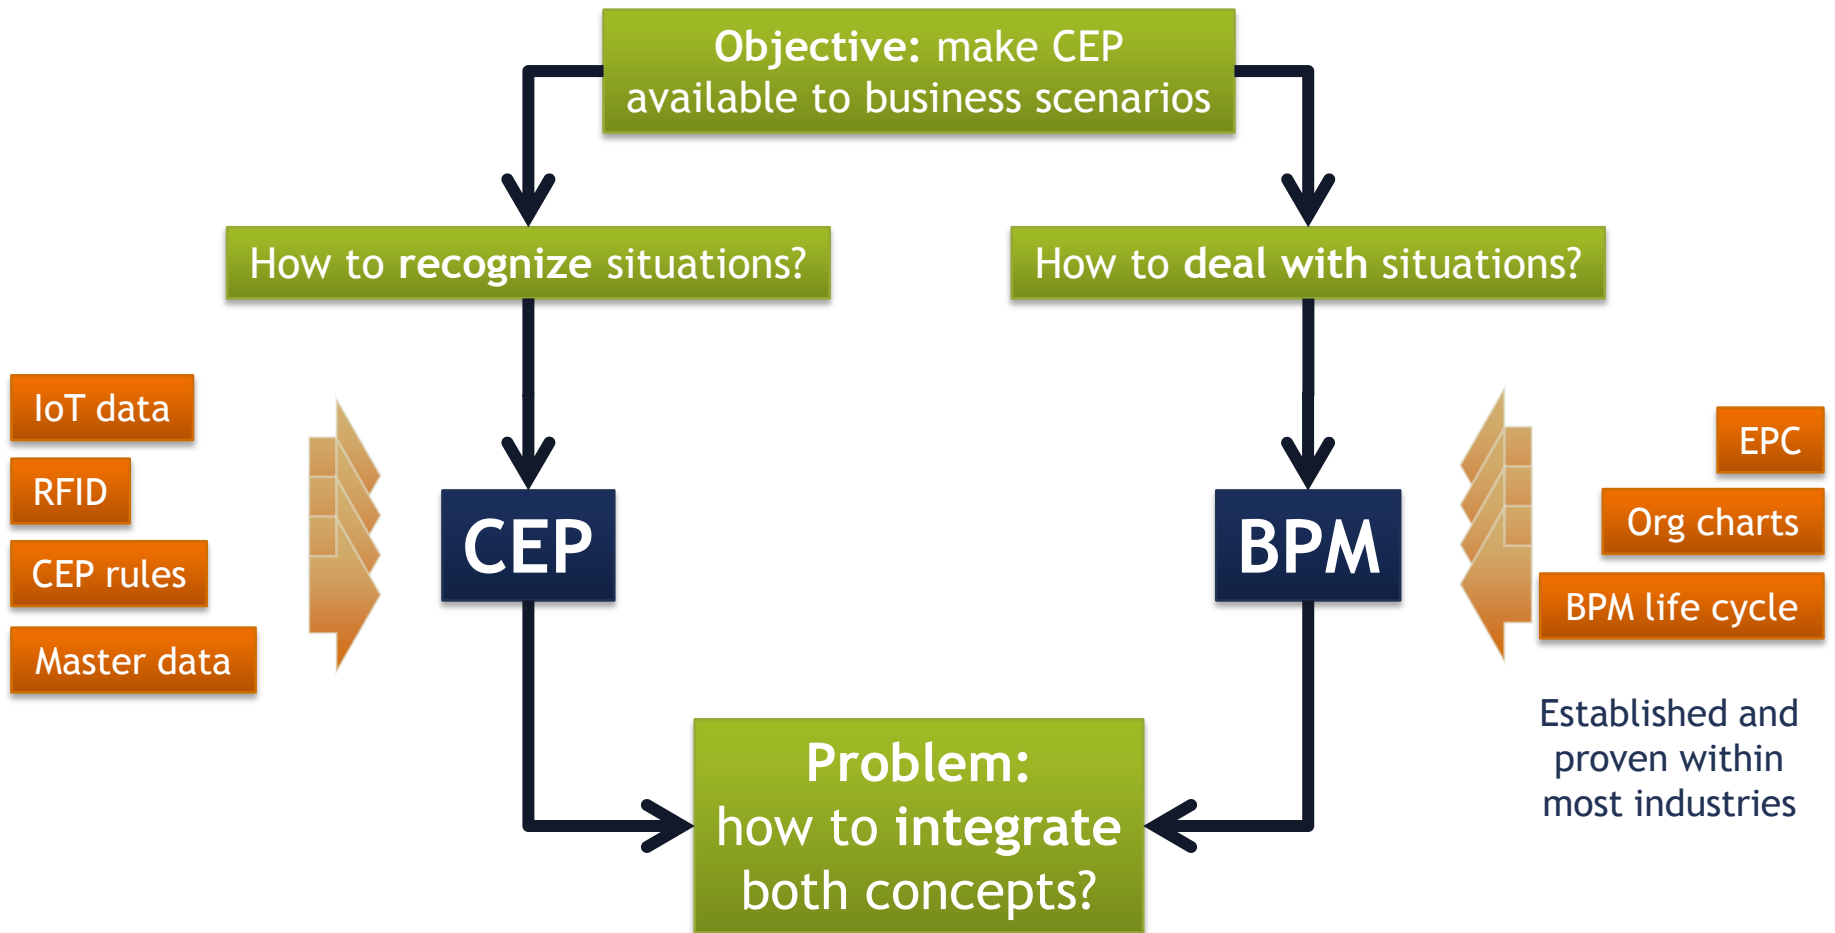 Objective: make CEP
available to business scenarios
How to recognize situations?
How to deal with situations?
IoT data
RFID
CEP rules
Master data
CEP
BPM
EPC
Org charts
BPM life cycle
Established and
proven within
most industries
Problem:
how to integrate
both concepts?